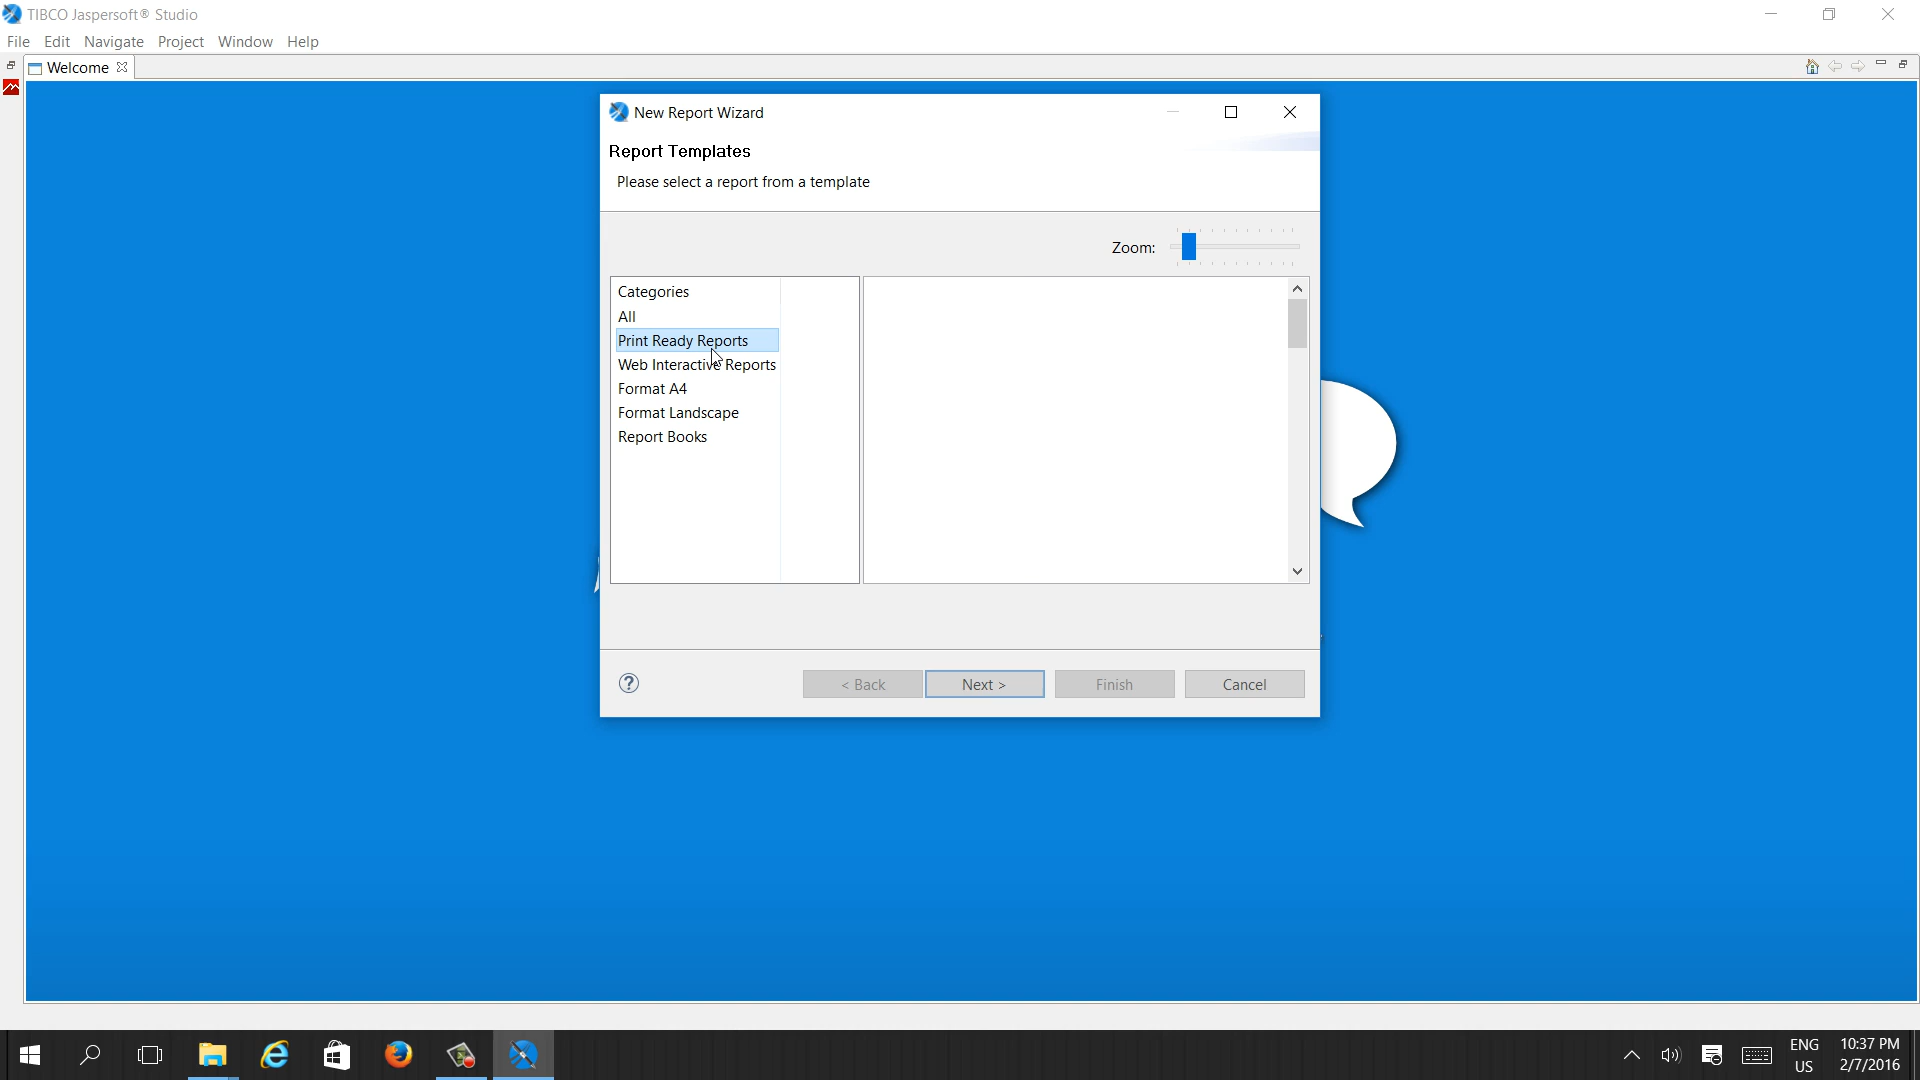 TIBCO Jaspersoft® Studio
File Edit Navigate Project Window Help
Welcome
New Report Wizard
Report Templates
Please select a report from a template
Zoom:
Categories
All
Print Ready Reports
Web Interactive Reports
Format A4
Format Landscape
Report Books
< Back Next > Finish Cancel
ENG 10:37 PM
US 2/7/2016